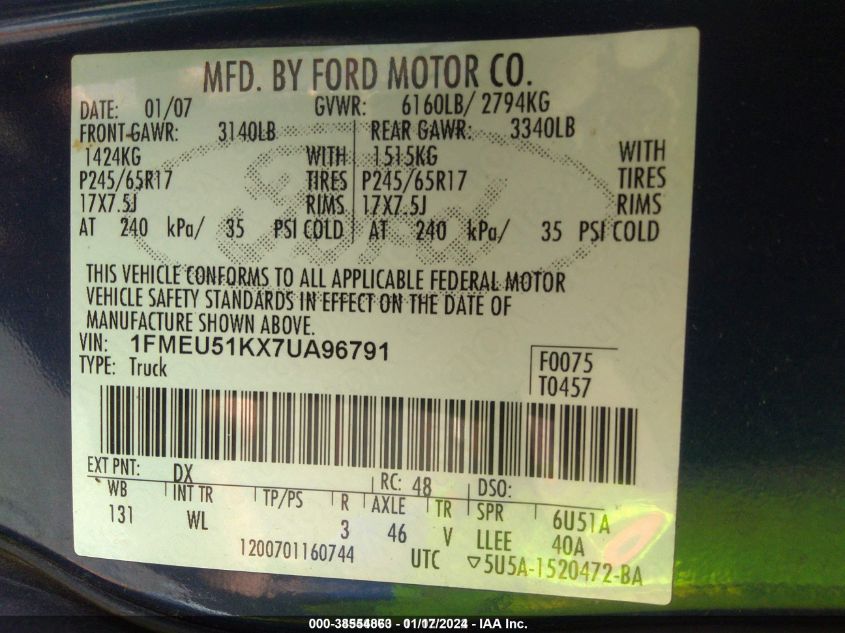 MFD. BY FORD MOTOR CO.
DATE: 01/07 GVWR: 6160LB/ 2794KG
FRONT GAWR: 3140LB REAR GAWR: 3340LB
1424KG WITH 1515KG WITH
P245/65R17 TIRES P245/65R17 TIRES
17X7.5J RIMS 17X7.5J RIMS
AT 240 kPa/ 35 PSI COLD AT 240 kPa/ 35 PSI COLD
THIS VEHICLE CONFORMS TO ALL APPLICABLE FEDERAL MOTOR
VEHICLE SAFETY STANDARDS IN EFFECT ON THE DATE OF
MANUFACTURE SHOWN ABOVE.
VIN: 1FMEU51KX7UA96791
TYPE: Truck
F0075
T0457
EXT PNT: DX RC: 48 DSO:
WB INT TR TP/PS R AXLE TR SPR 6U51A
131 WL 3 46 V LLEE 40A
1200701160744 UTC ▽5U5A-1520472-BA
01/17/2024 - IAA Inc.